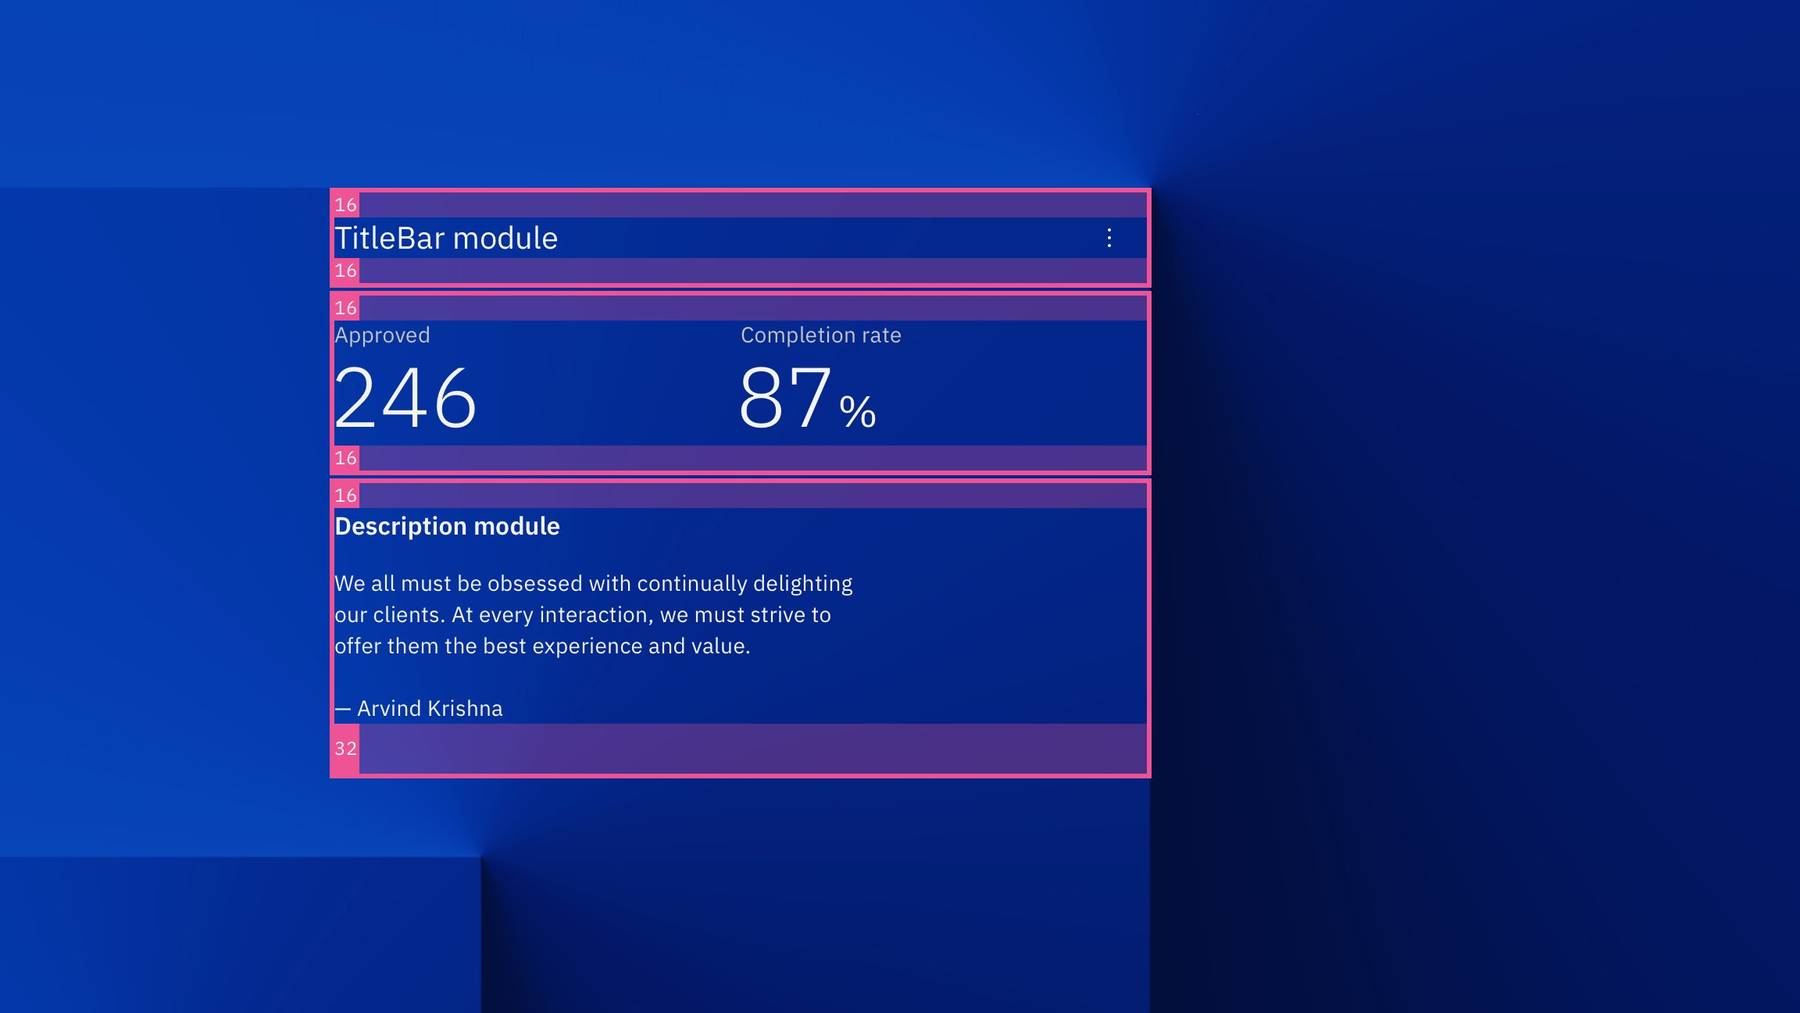 16
TitleBar module
16
16
Approved
Completion rate
246
87%
16
16
Description module
We all must be obsessed with continually delighting
our clients. At every interaction, we must strive to
offer them the best experience and value.
— Arvind Krishna
32